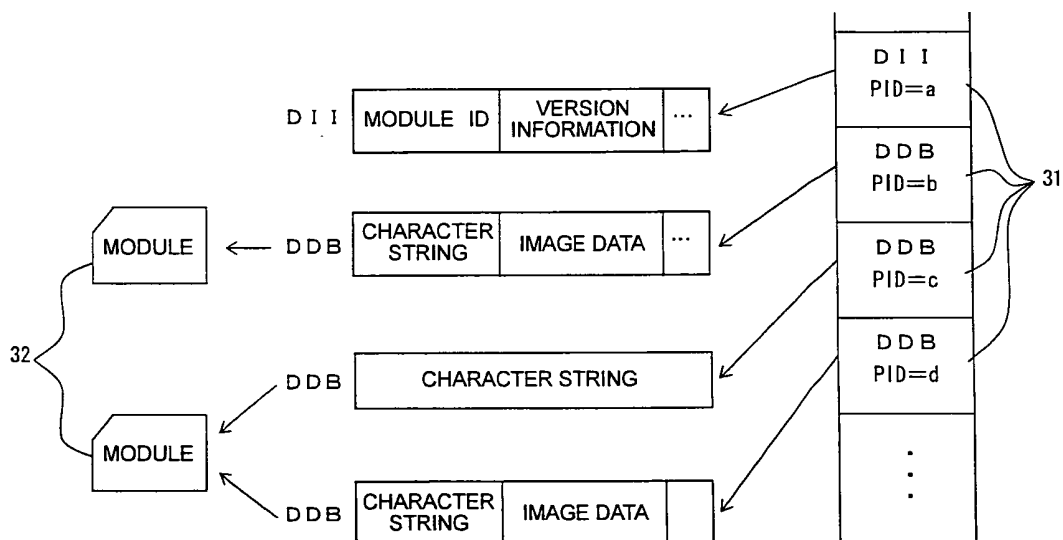 DII
PID=a
DII
MODULE ID
VERSION
INFORMATION
...
DDB
PID=b
31
MODULE
DDB
CHARACTER
STRING
IMAGE DATA
...
DDB
PID=c
32
DDB
CHARACTER STRING
DDB
PID=d
MODULE
DDB
CHARACTER
STRING
IMAGE DATA